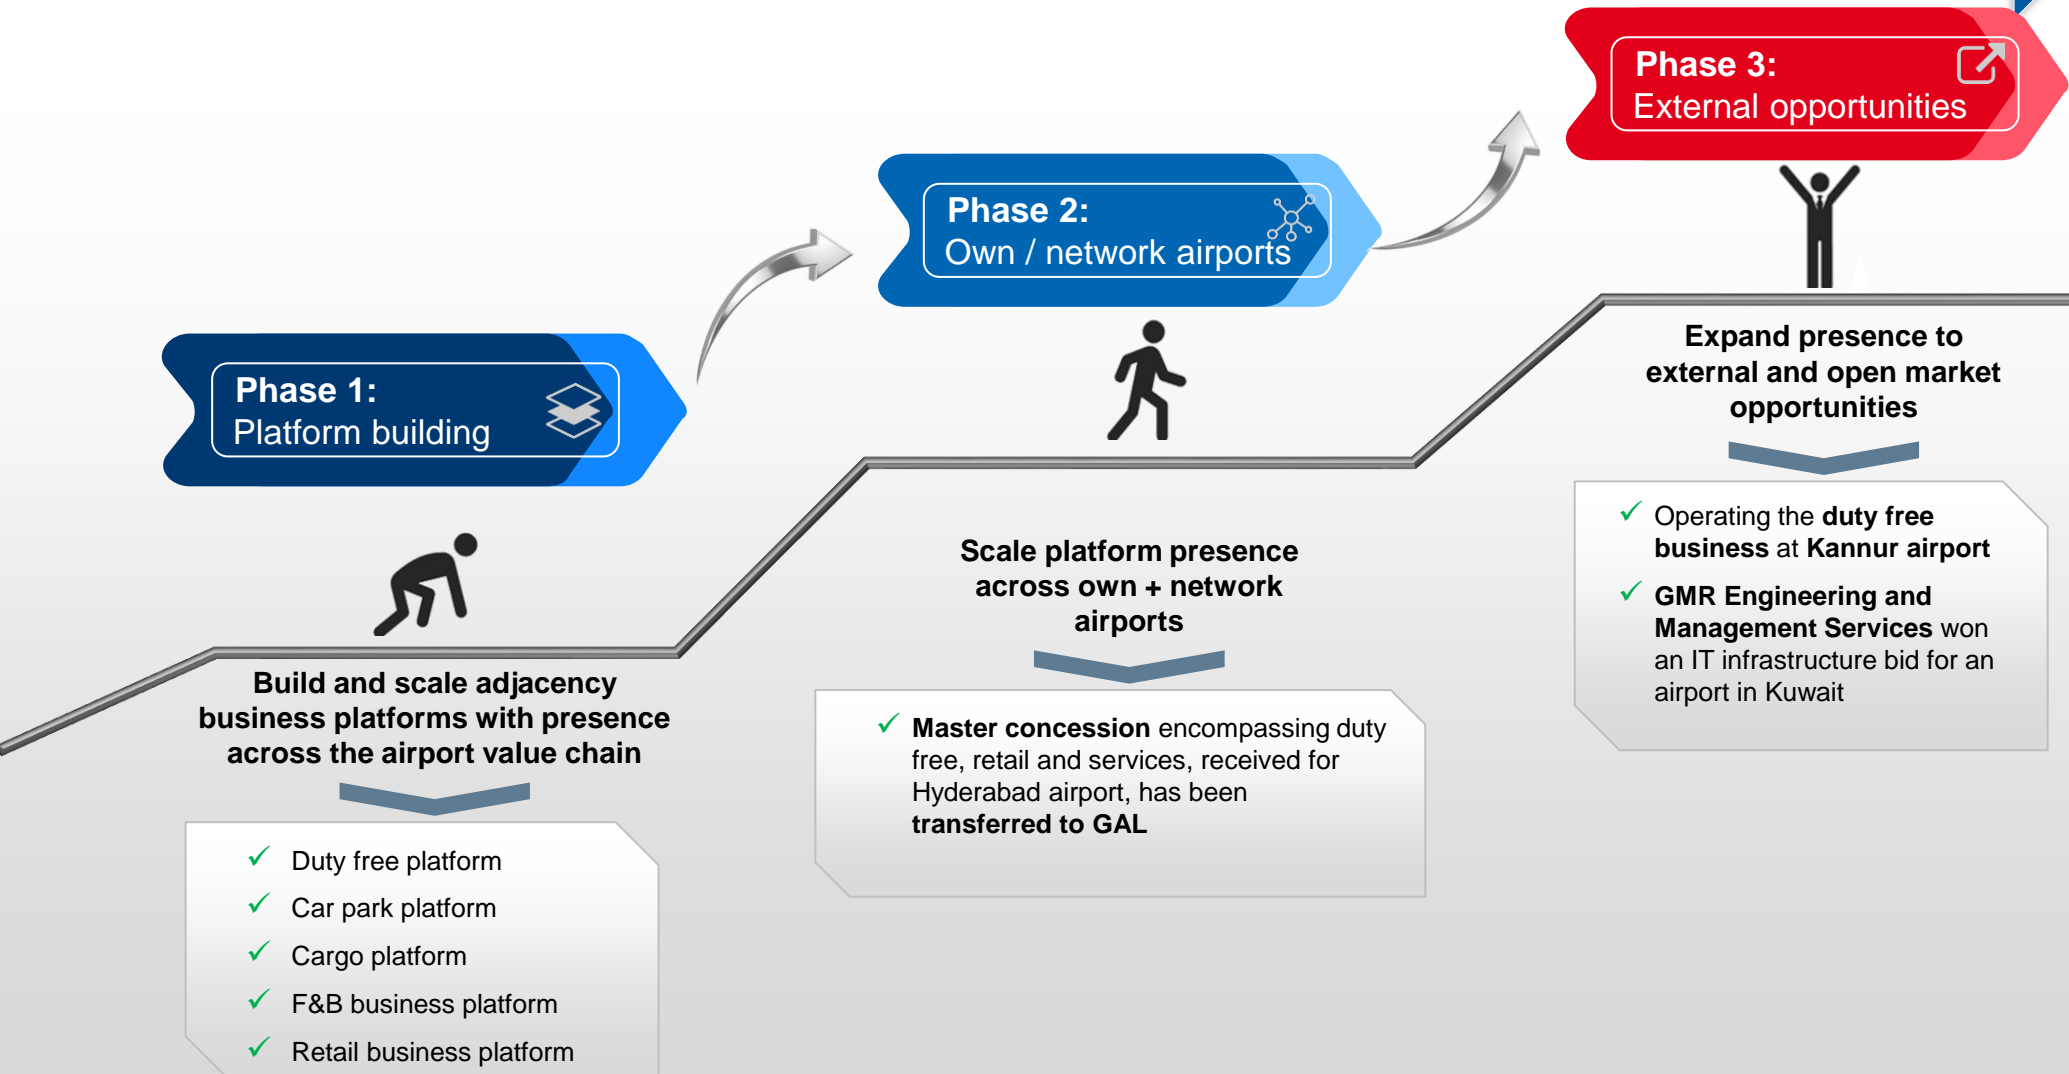 Phase 1:
Platform building
Build and scale adjacency
business platforms with presence
across the airport value chain
Duty free platform
Car park platform
Cargo platform
F&B business platform
Retail business platform
Phase 2:
Own / network airports
Scale platform presence
across own + network
airports
Master concession encompassing duty
free, retail and services, received for
Hyderabad airport, has been
transferred to GAL
Phase 3:
External opportunities
Expand presence to
external and open market
opportunities
Operating the duty free
business at Kannur airport
GMR Engineering and
Management Services won
an IT infrastructure bid for an
airport in Kuwait